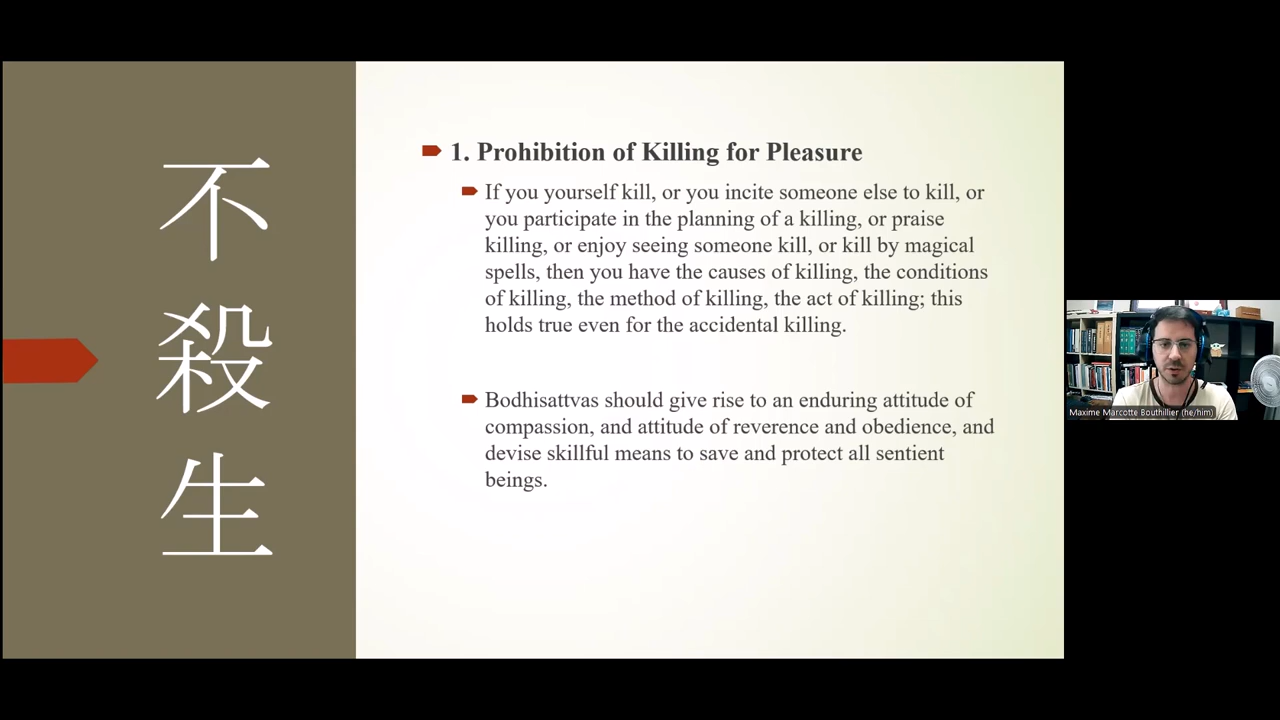 不
殺
生
1. Prohibition of Killing for Pleasure
If you yourself kill, or you incite someone else to kill, or
you participate in the planning of a killing, or praise
killing, or enjoy seeing someone kill, or kill by magical
spells, then you have the causes of killing, the conditions
of killing, the method of killing, the act of killing; this
holds true even for the accidental killing.
Bodhisattvas should give rise to an enduring attitude of
compassion, and attitude of reverence and obedience, and
devise skillful means to save and protect all sentient
beings.
Maxime Marcotte Bouthillier (he/him)